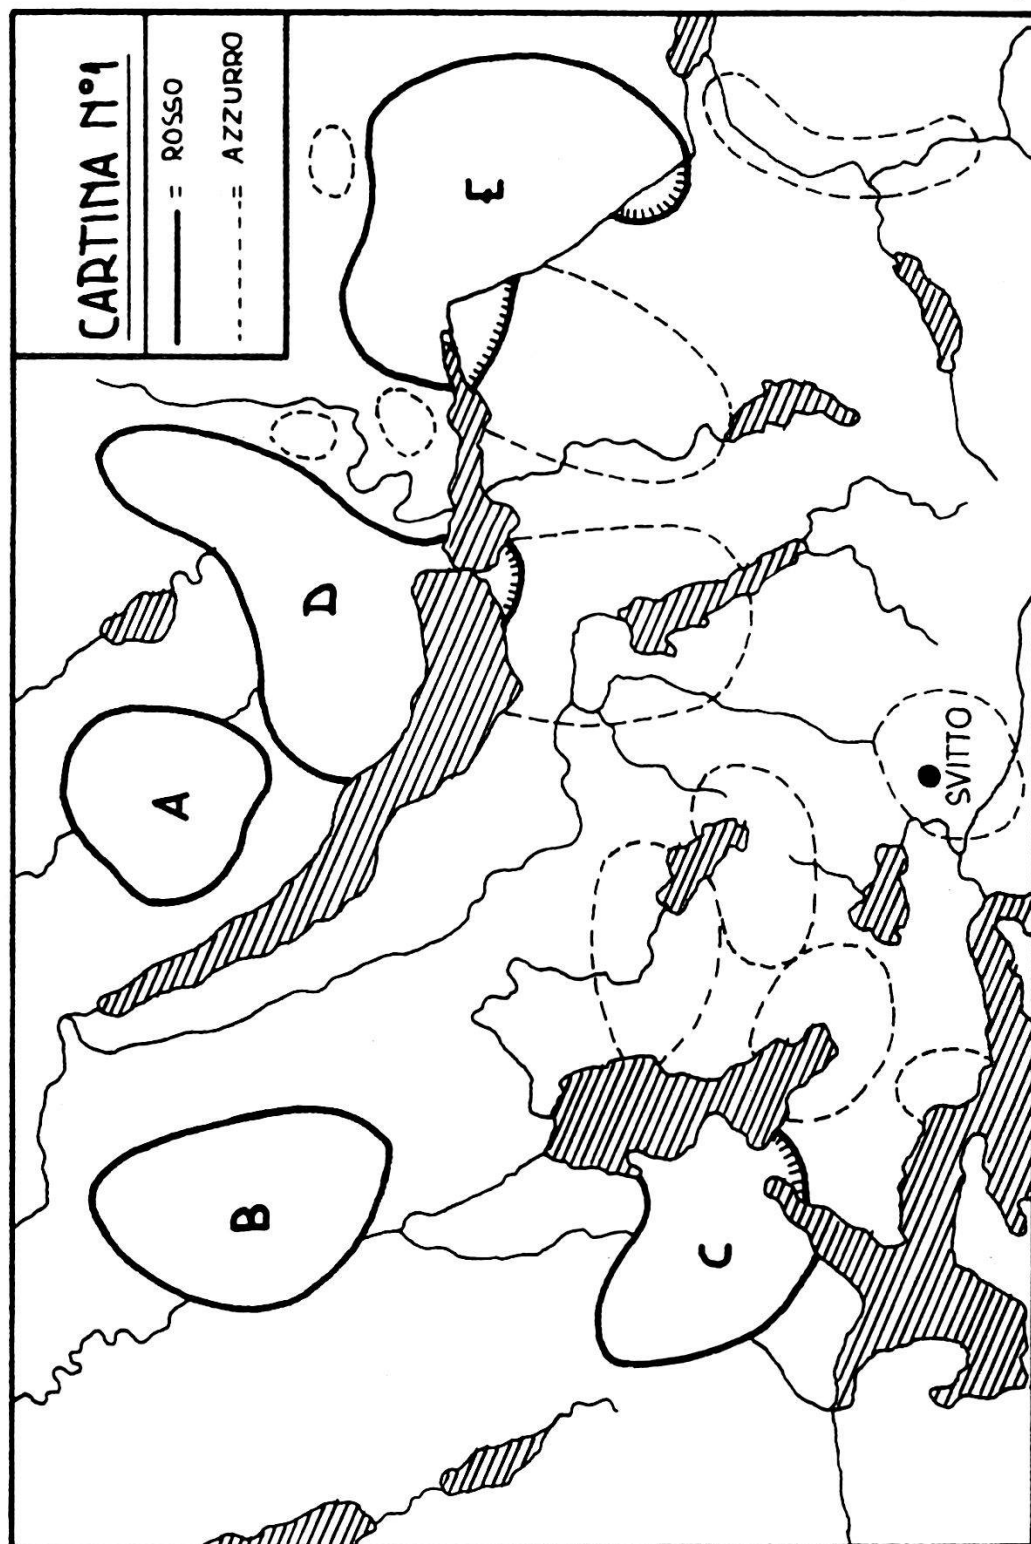 CARTINA N°1
= ROSSO
= AZZURRO
A
B
C
D
E
SVITTO